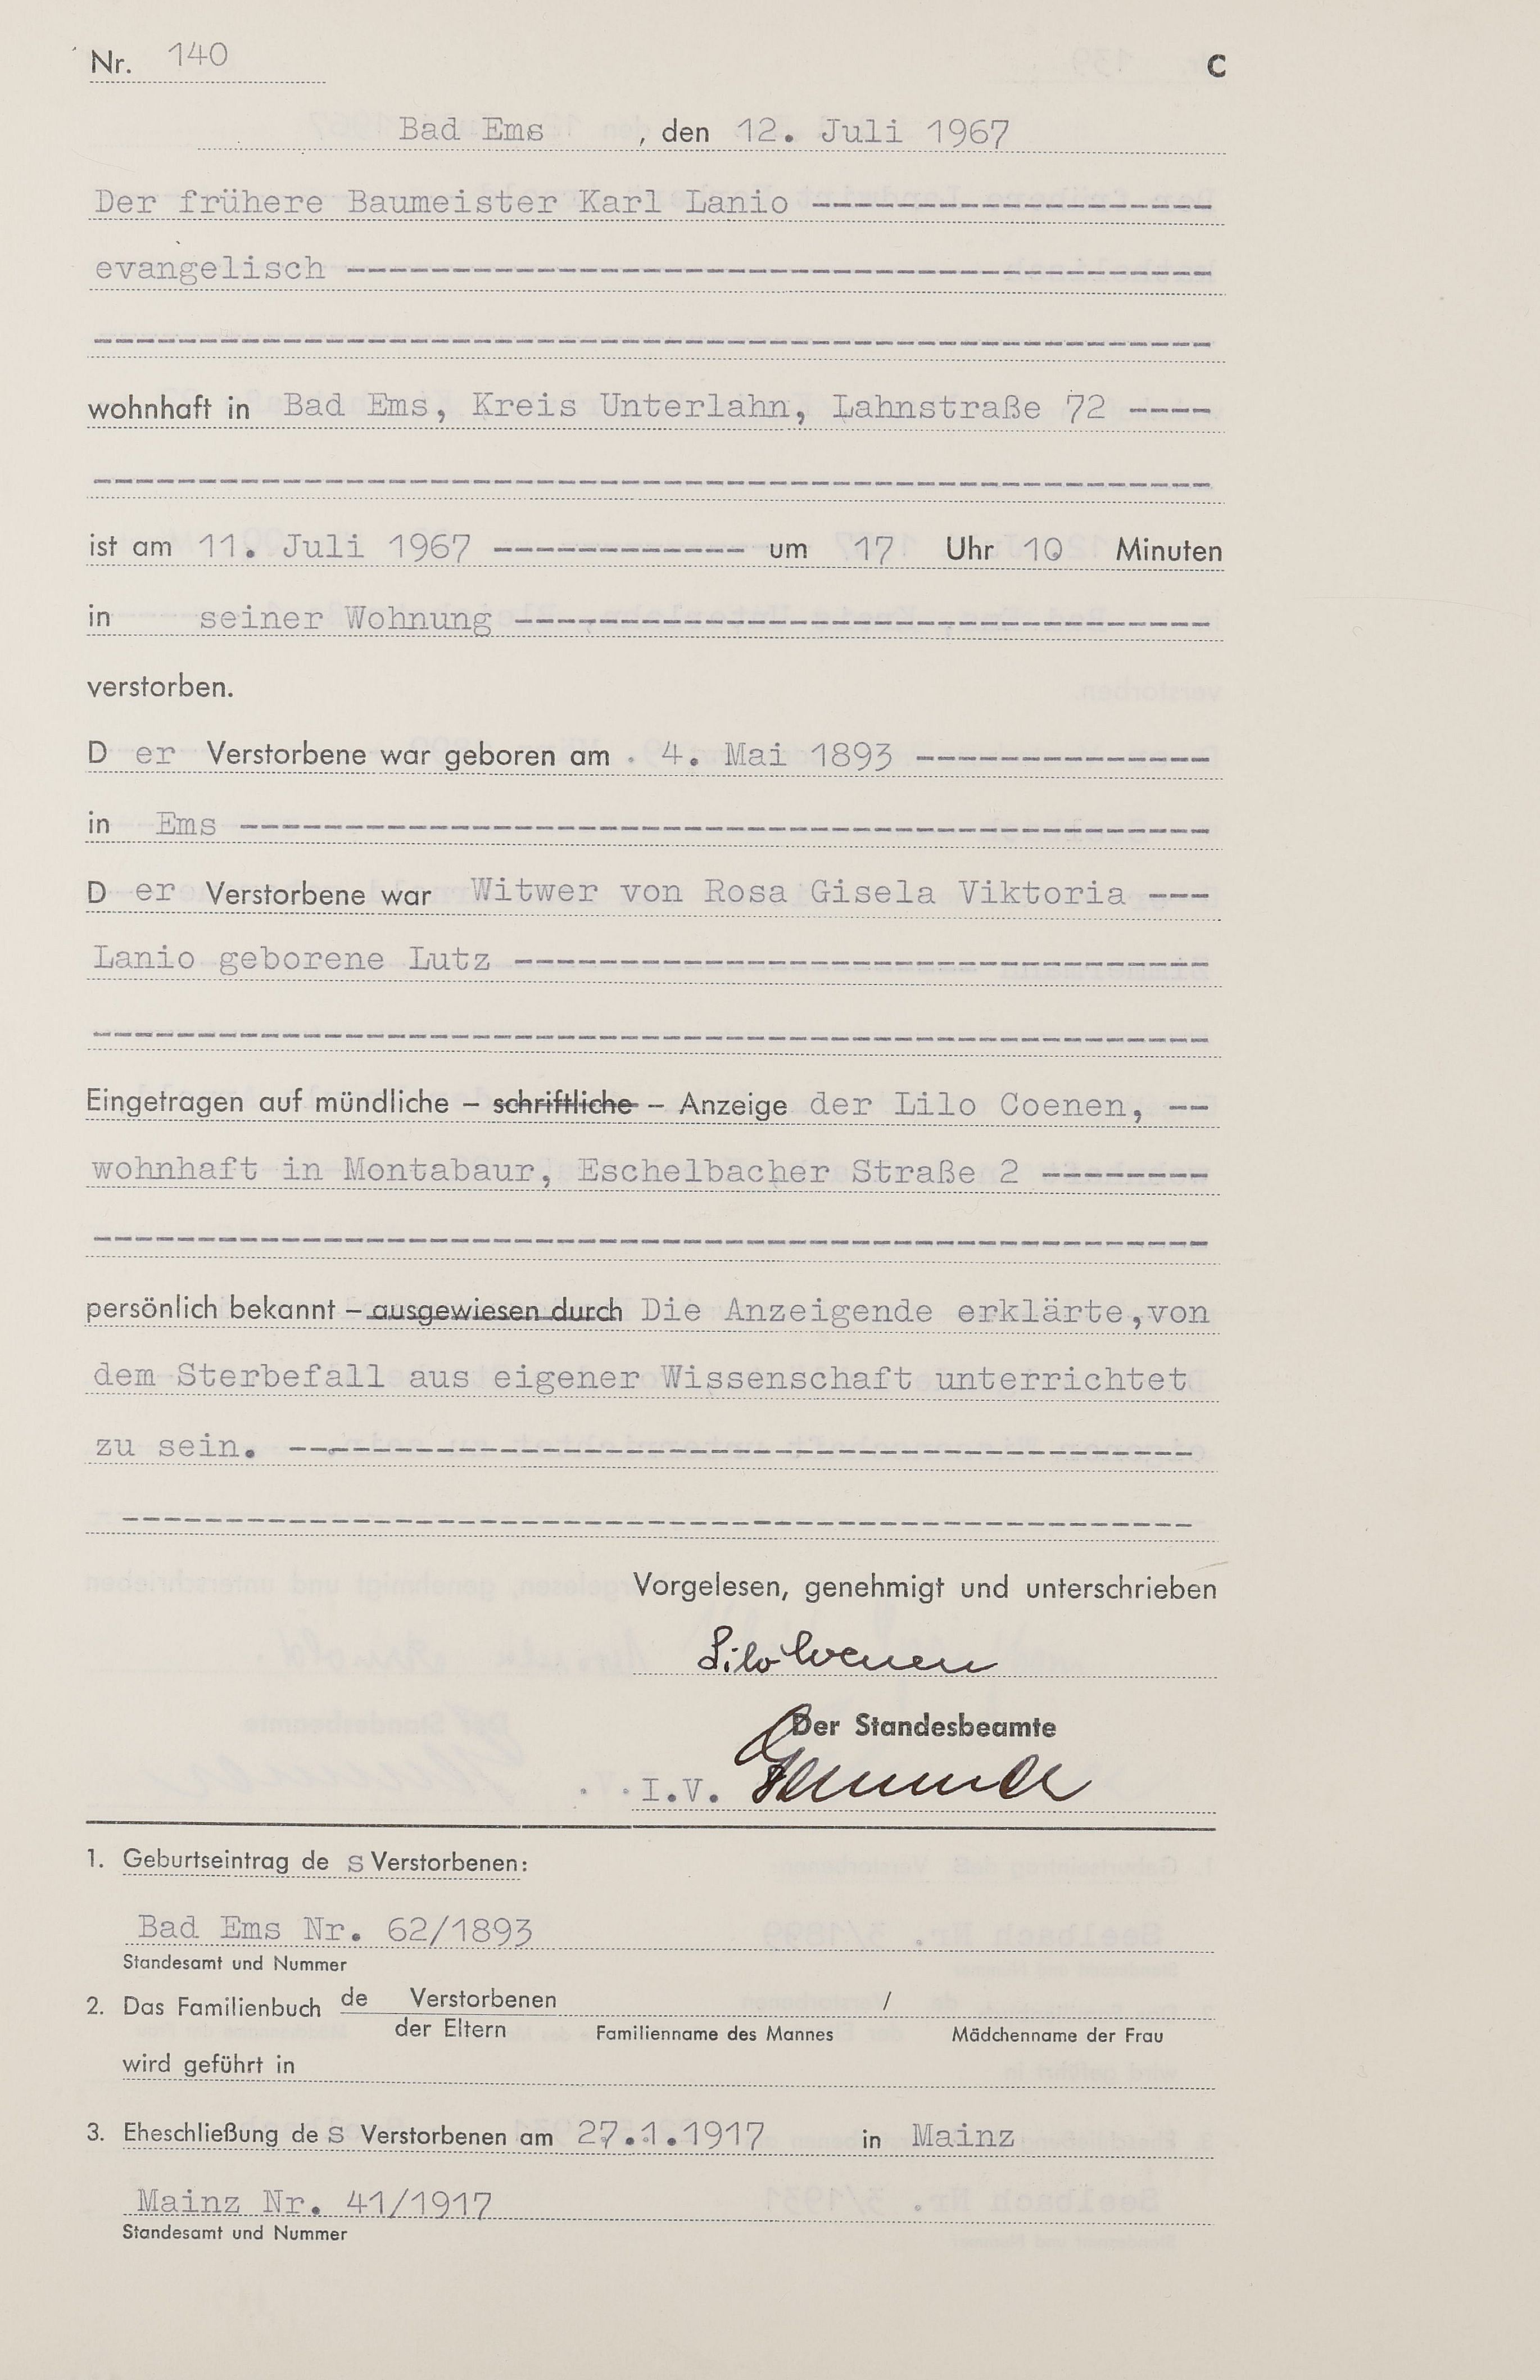 Nr. 140 C
Bad Ems , den 12. Juli 1967
Der frühere Baumeister Karl Lanio -------------------
evangelisch -----------------------------------------
-----------------------------------------------------
wohnhaft in Bad Ems, Kreis Unterlahn, Lahnstraße 72 ----
-----------------------------------------------------
ist am 11. Juli 1967 ------------ um 17 Uhr 10 Minuten
in seiner Wohnung ---------------------------------
verstorben.
D er Verstorbene war geboren am 4. Mai 1893 --------------
in Ems ----------------------------------------------
D er Verstorbene war Witwer von Rosa Gisela Viktoria ---
Lanio geborene Lutz ---------------------------------
-----------------------------------------------------
Eingetragen auf mündliche – schriftliche – Anzeige der Lilo Coenen, --
wohnhaft in Montabaur, Eschelbacher Straße 2 --------
-----------------------------------------------------
persönlich bekannt – ausgewiesen durch Die Anzeigende erklärte,von
dem Sterbefall aus eigener Wissenschaft unterrichtet
zu sein. -------------------------------------------
---------------------------------------------------
Vorgelesen, genehmigt und unterschrieben
Lilo Coenen
Der Standesbeamte
I.V.
1. Geburtseintrag de s Verstorbenen:
Bad Ems Nr. 62/1893
Standesamt und Nummer
2. Das Familienbuch de Verstorbenen /
der Eltern Familienname des Mannes Mädchenname der Frau
wird geführt in
3. Eheschließung de s Verstorbenen am 27.1.1917 in Mainz
Mainz Nr. 41/1917
Standesamt und Nummer